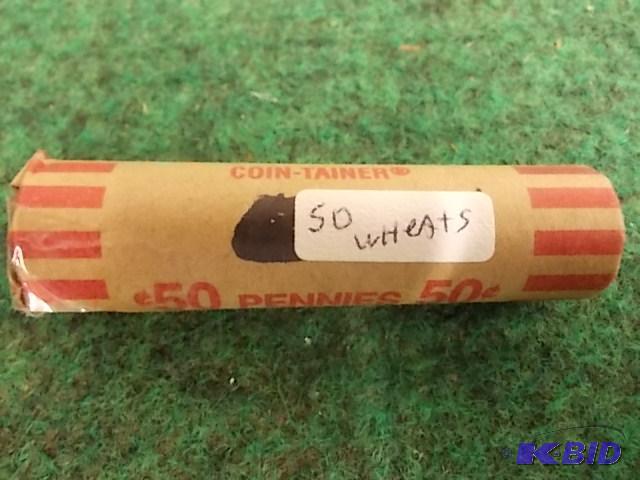 COIN-TAINER®
50
WHEATS
¢50 PENNIES 50¢
K-BID